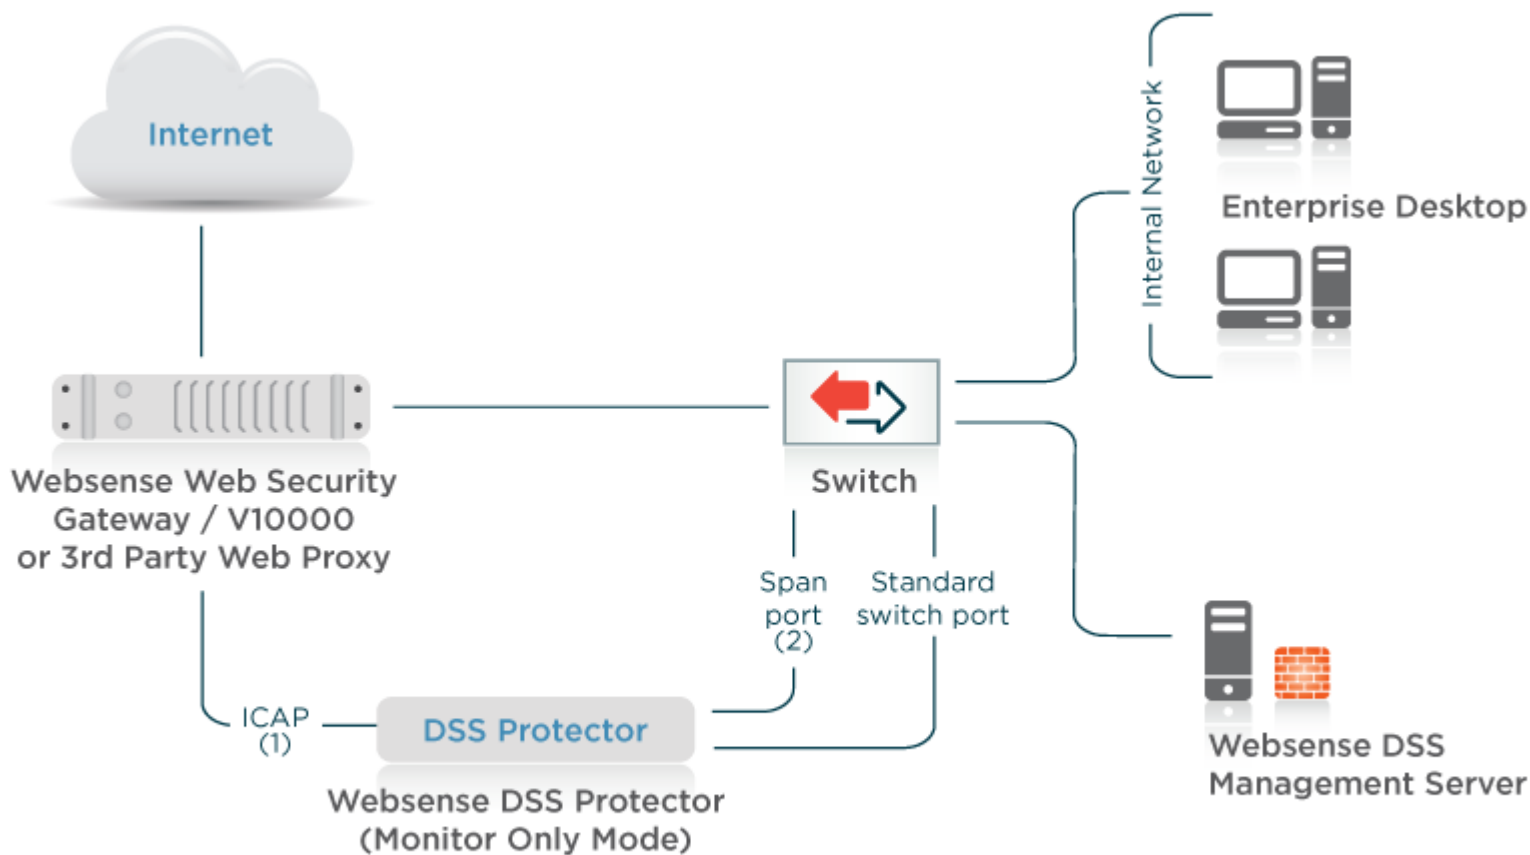 Internet
Internal Network
Enterprise Desktop
Websense Web Security
Gateway / V10000
or 3rd Party Web Proxy
Switch
Span
port
(2)
Standard
switch port
ICAP
(1)
DSS Protector
Websense DSS Protector
(Monitor Only Mode)
Websense DSS
Management Server